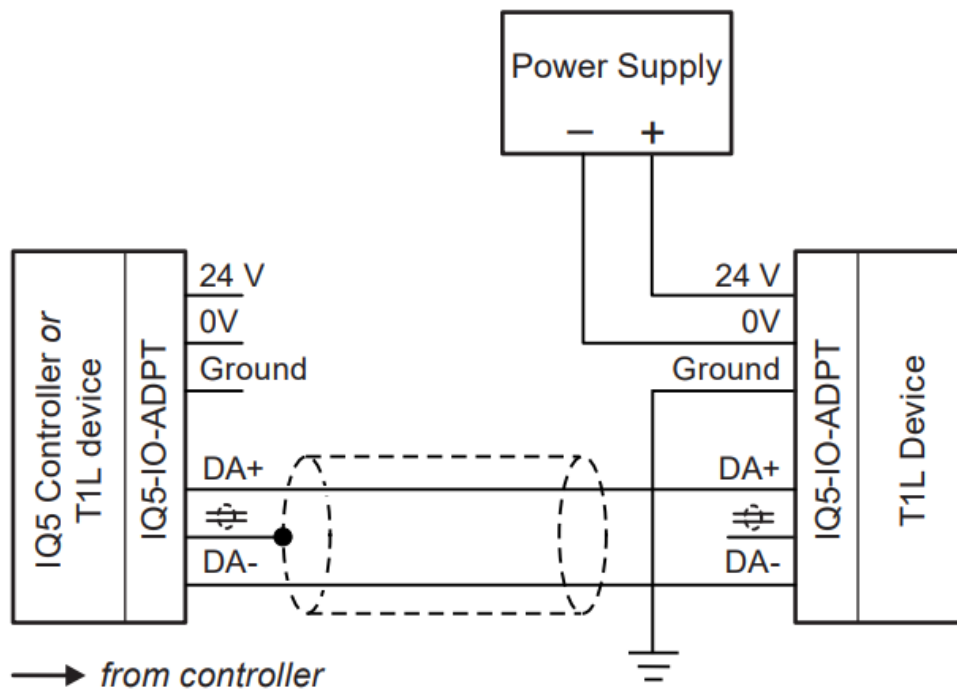 Power Supply
– +
IQ5 Controller or
T1L device
IQ5-IO-ADPT
24 V
0V
Ground
DA+
DA-
24 V
0V
Ground
DA+
DA-
IQ5-IO-ADPT
T1L Device
from controller